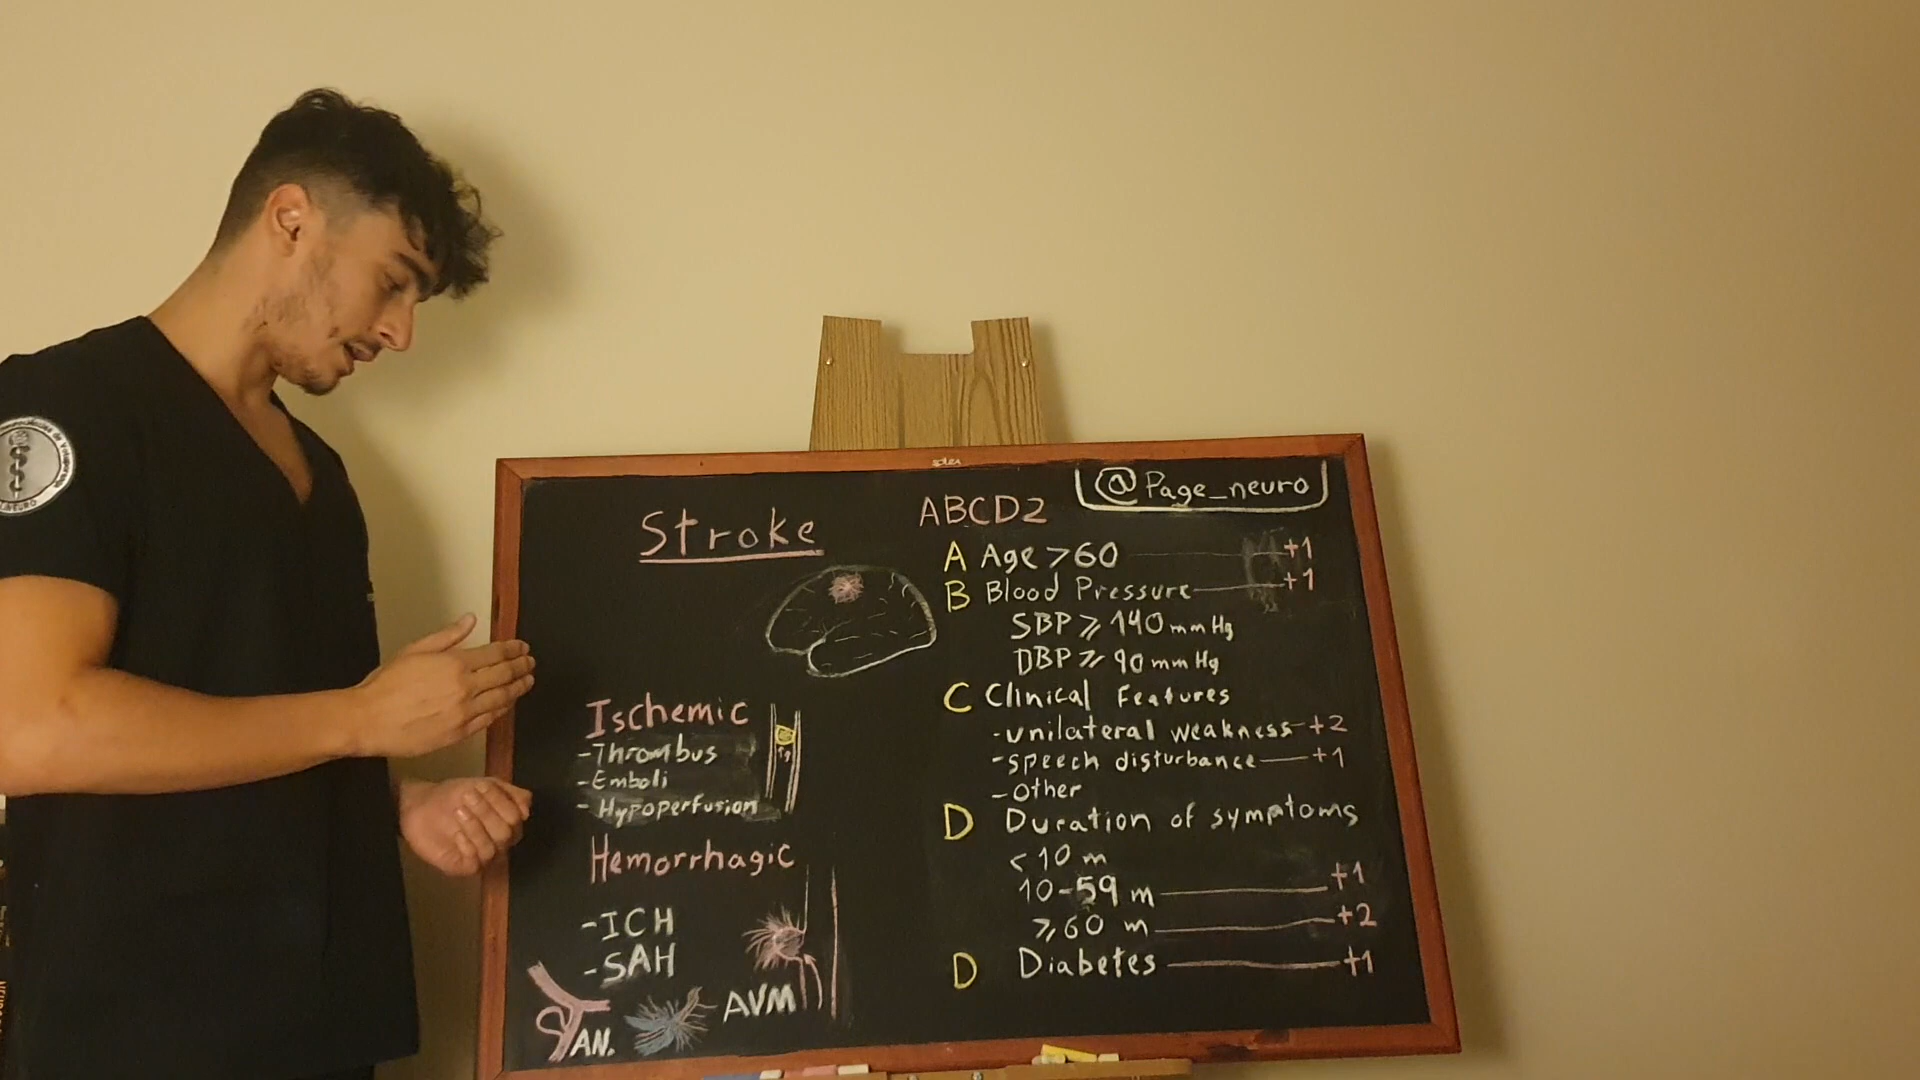 @Page_neuro
Stroke
Ischemic
-Thrombus
-Emboli
-Hypoperfusion
Hemorrhagic
-ICH
-SAH
AN.
AVM
ABCD2
A Age >60 +1
B Blood Pressure +1
SBP ≥ 140 mmHg
DBP ≥ 90 mmHg
C Clinical Features
-unilateral weakness +2
-speech disturbance +1
-Other
D Duration of symptoms
<10 m
10-59 m +1
≥60 m +2
D Diabetes +1